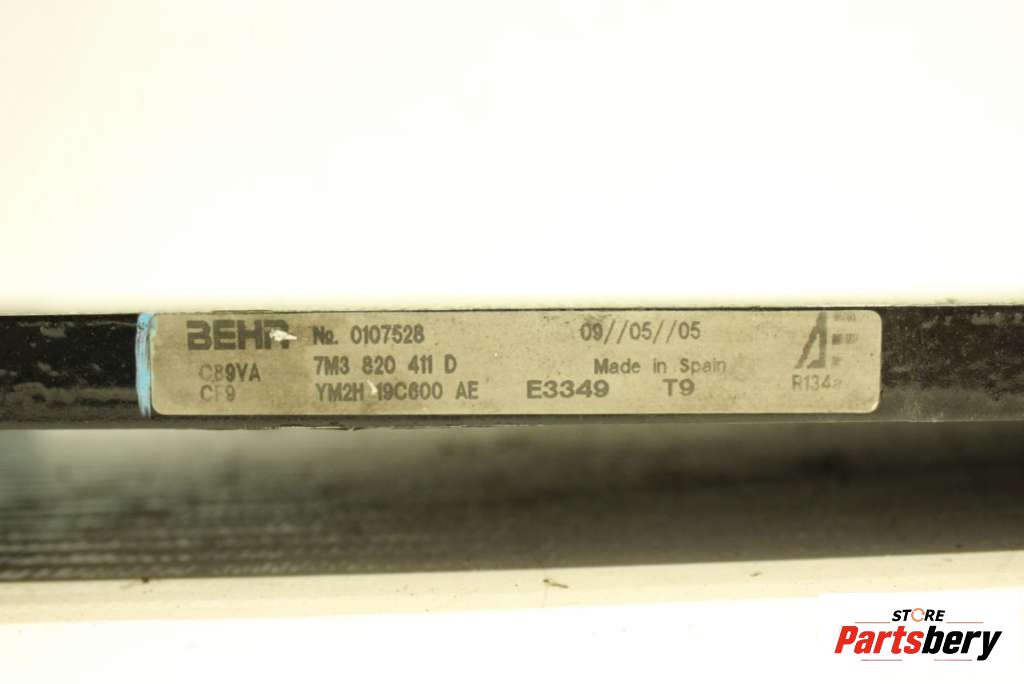 BEHR No. 0107528 09//05//05
7M3 820 411 D Made in Spain
CF9 YM2H 19C600 AE E3349 T9 R134a
STORE
Partsbery